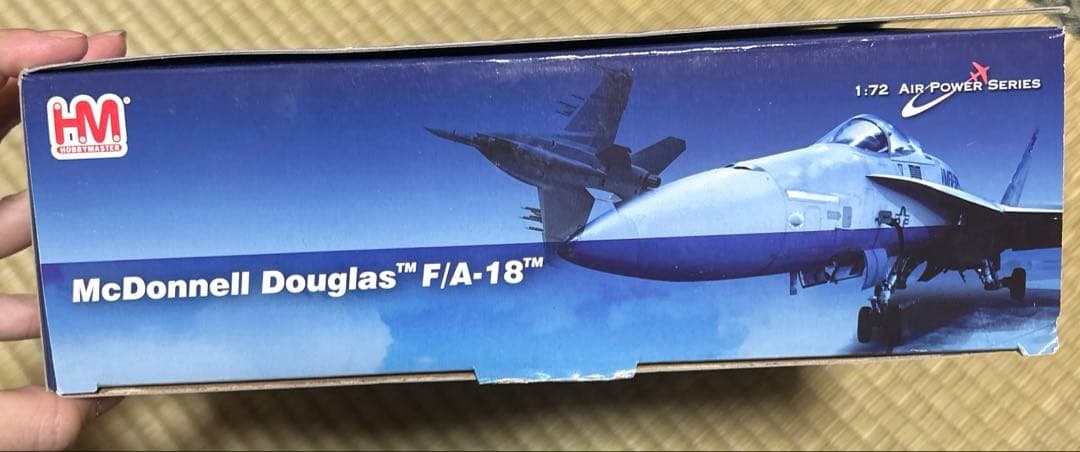 HM
HOBBYMASTER
1:72 AIR POWER SERIES
McDonnell Douglas™ F/A-18™